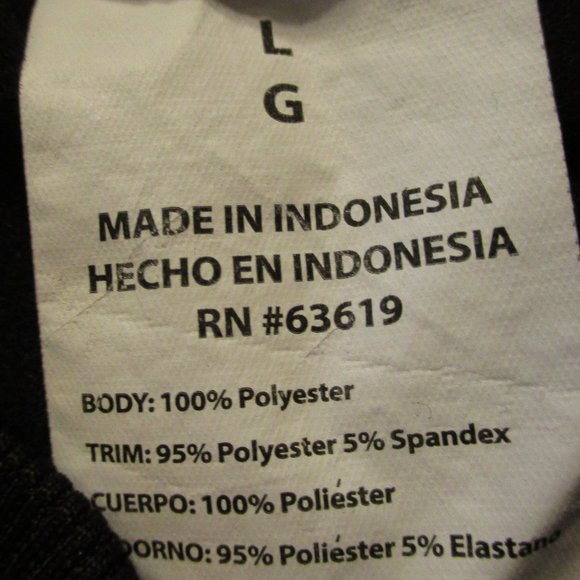 L
G
MADE IN INDONESIA
HECHO EN INDONESIA
RN #63619
BODY: 100% Polyester
TRIM: 95% Polyester 5% Spandex
CUERPO: 100% Poliéster
95% Poliéster 5% Elastano